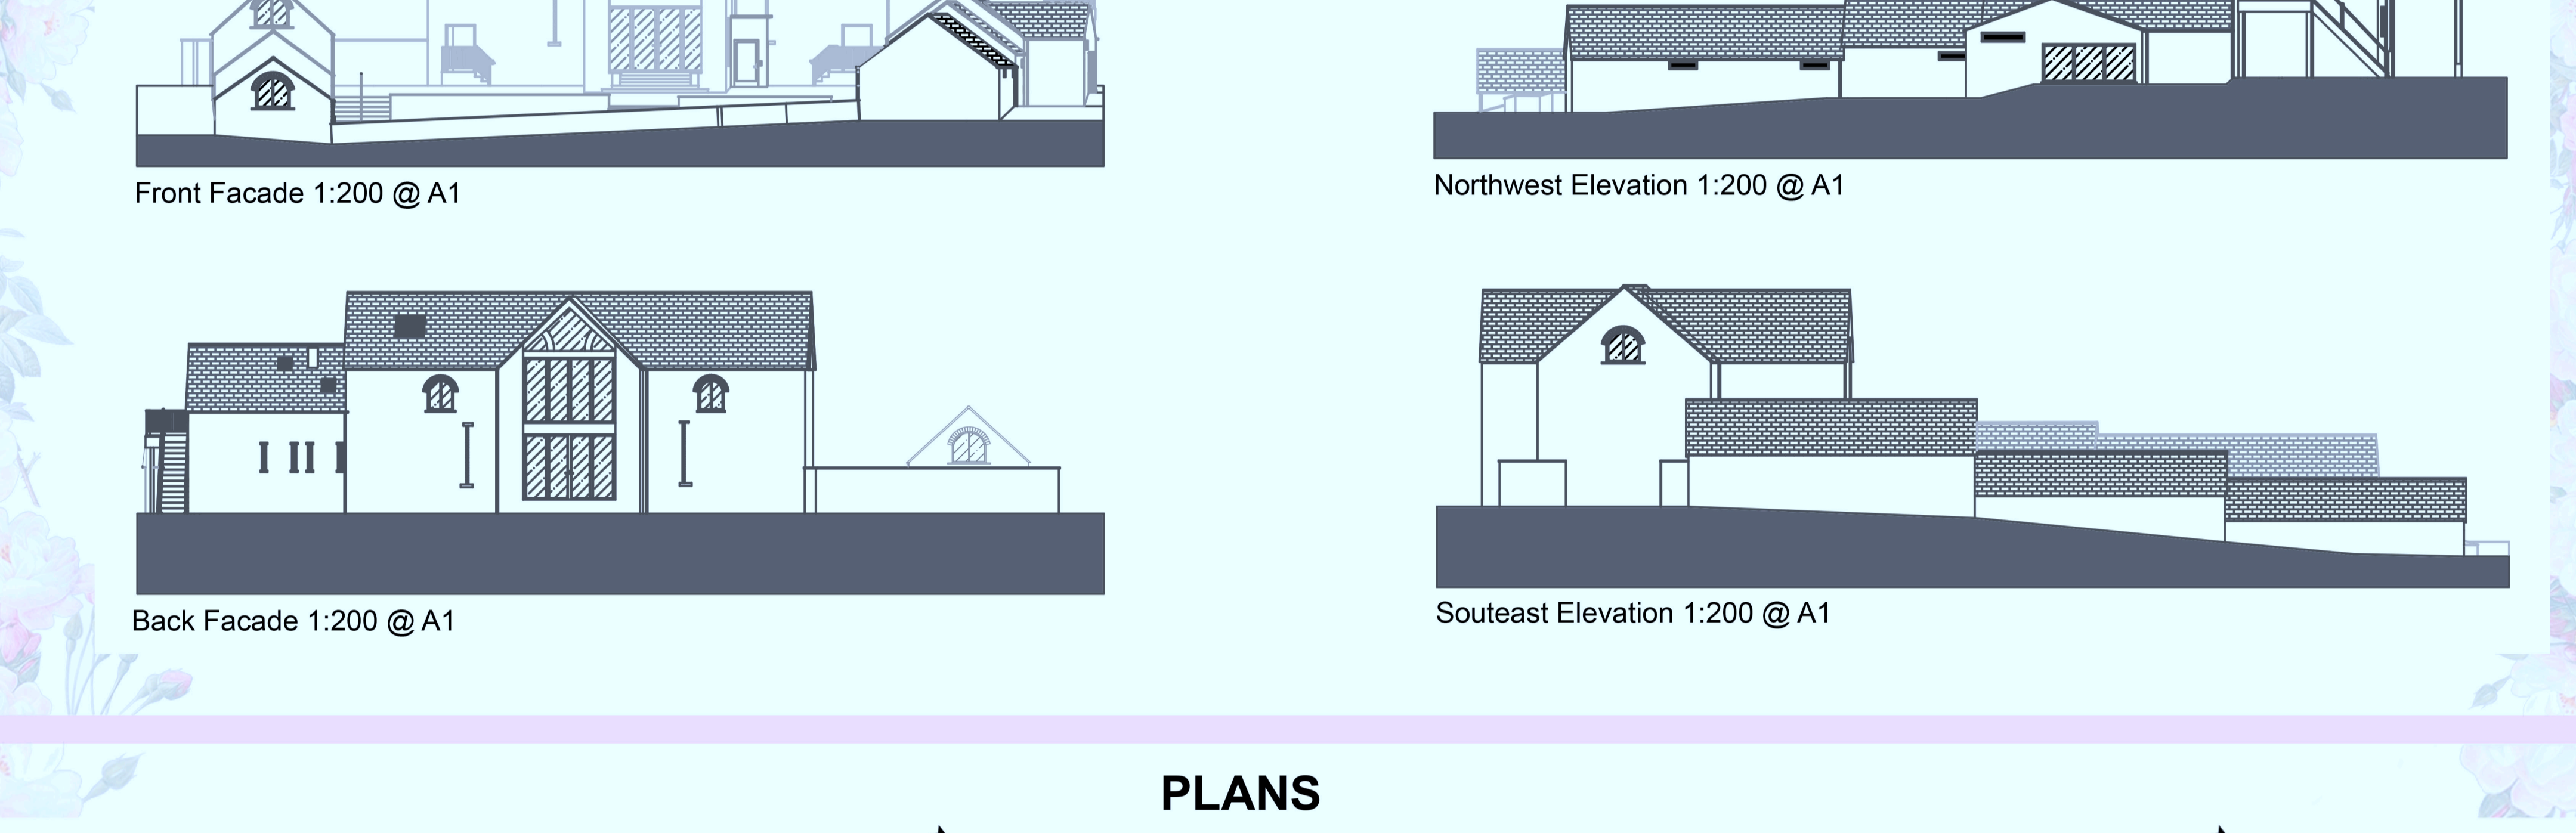 Front Facade 1:200 @ A1
Northwest Elevation 1:200 @ A1
Back Facade 1:200 @ A1
Souteast Elevation 1:200 @ A1
PLANS